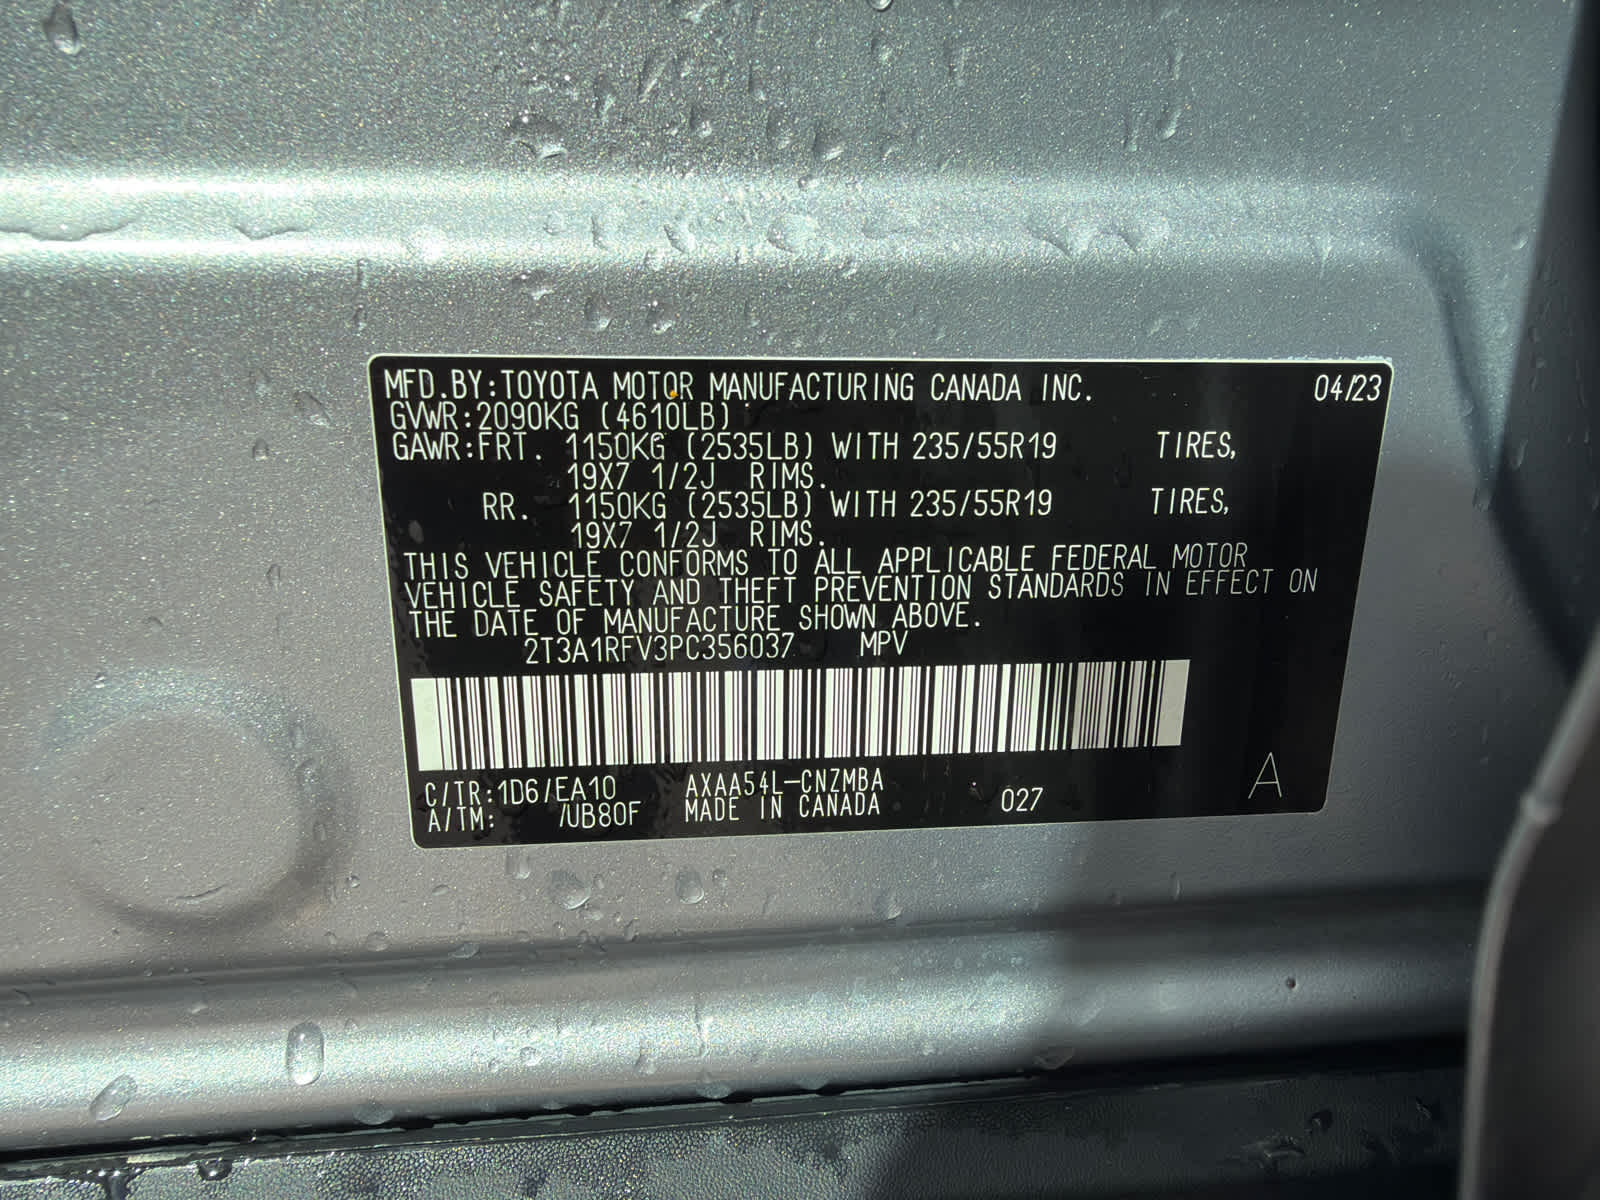 MFD.BY:TOYOTA MOTOR MANUFACTURING CANADA INC. 04/23
GVWR:2090KG (4610LB)
GAWR:FRT. 1150KG (2535LB) WITH 235/55R19 TIRES,
19X7 1/2J RIMS.
RR. 1150KG (2535LB) WITH 235/55R19 TIRES,
19X7 1/2J RIMS.
THIS VEHICLE CONFORMS TO ALL APPLICABLE FEDERAL MOTOR
VEHICLE SAFETY AND THEFT PREVENTION STANDARDS IN EFFECT ON
THE DATE OF MANUFACTURE SHOWN ABOVE.
2T3A1RFV3PC356037 MPV
C/TR:1D6/EA10 AXAA54L-CNZMBA A
A/TM: /UB80F MADE IN CANADA 027